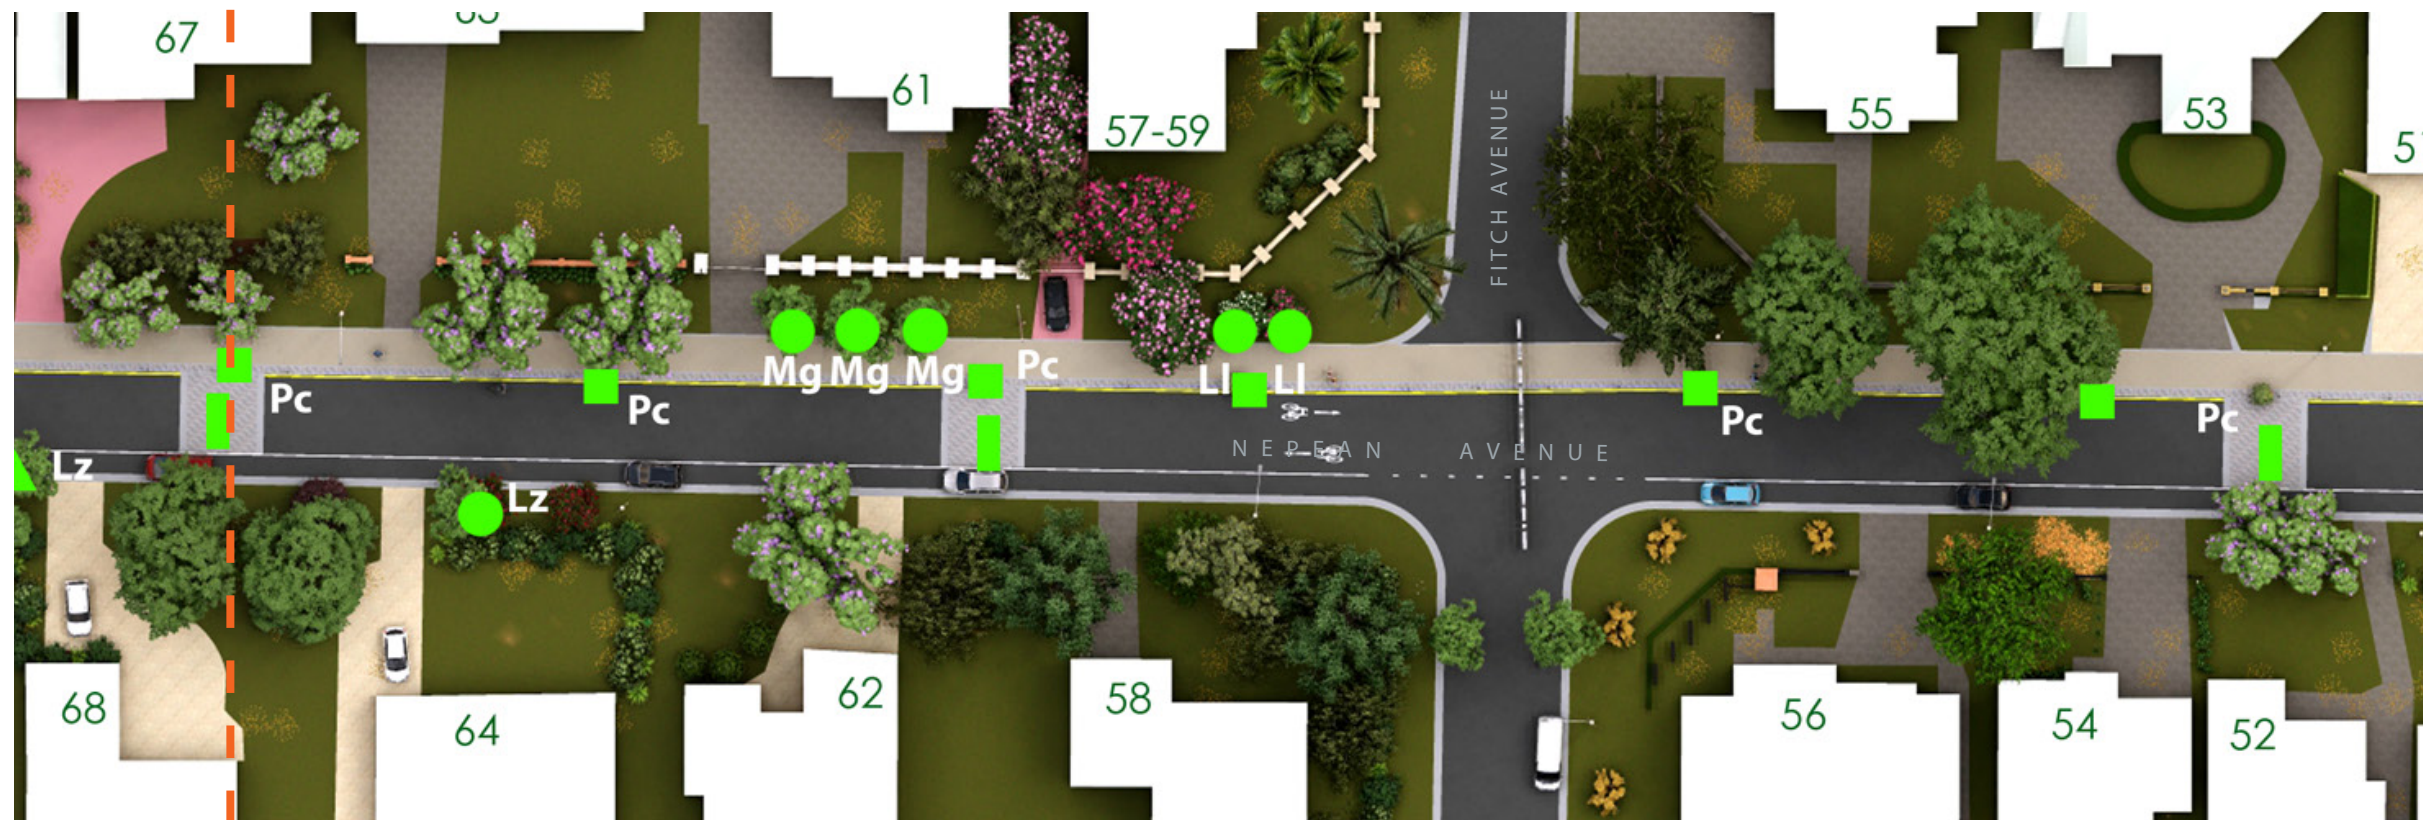 67
61
57-59
55
53
FITCH AVENUE
Mg
Mg
Mg
Pc
Pc
Pc
Ll
Ll
Pc
Pc
NEPEAN AVENUE
Lz
Lz
68
64
62
58
56
54
52